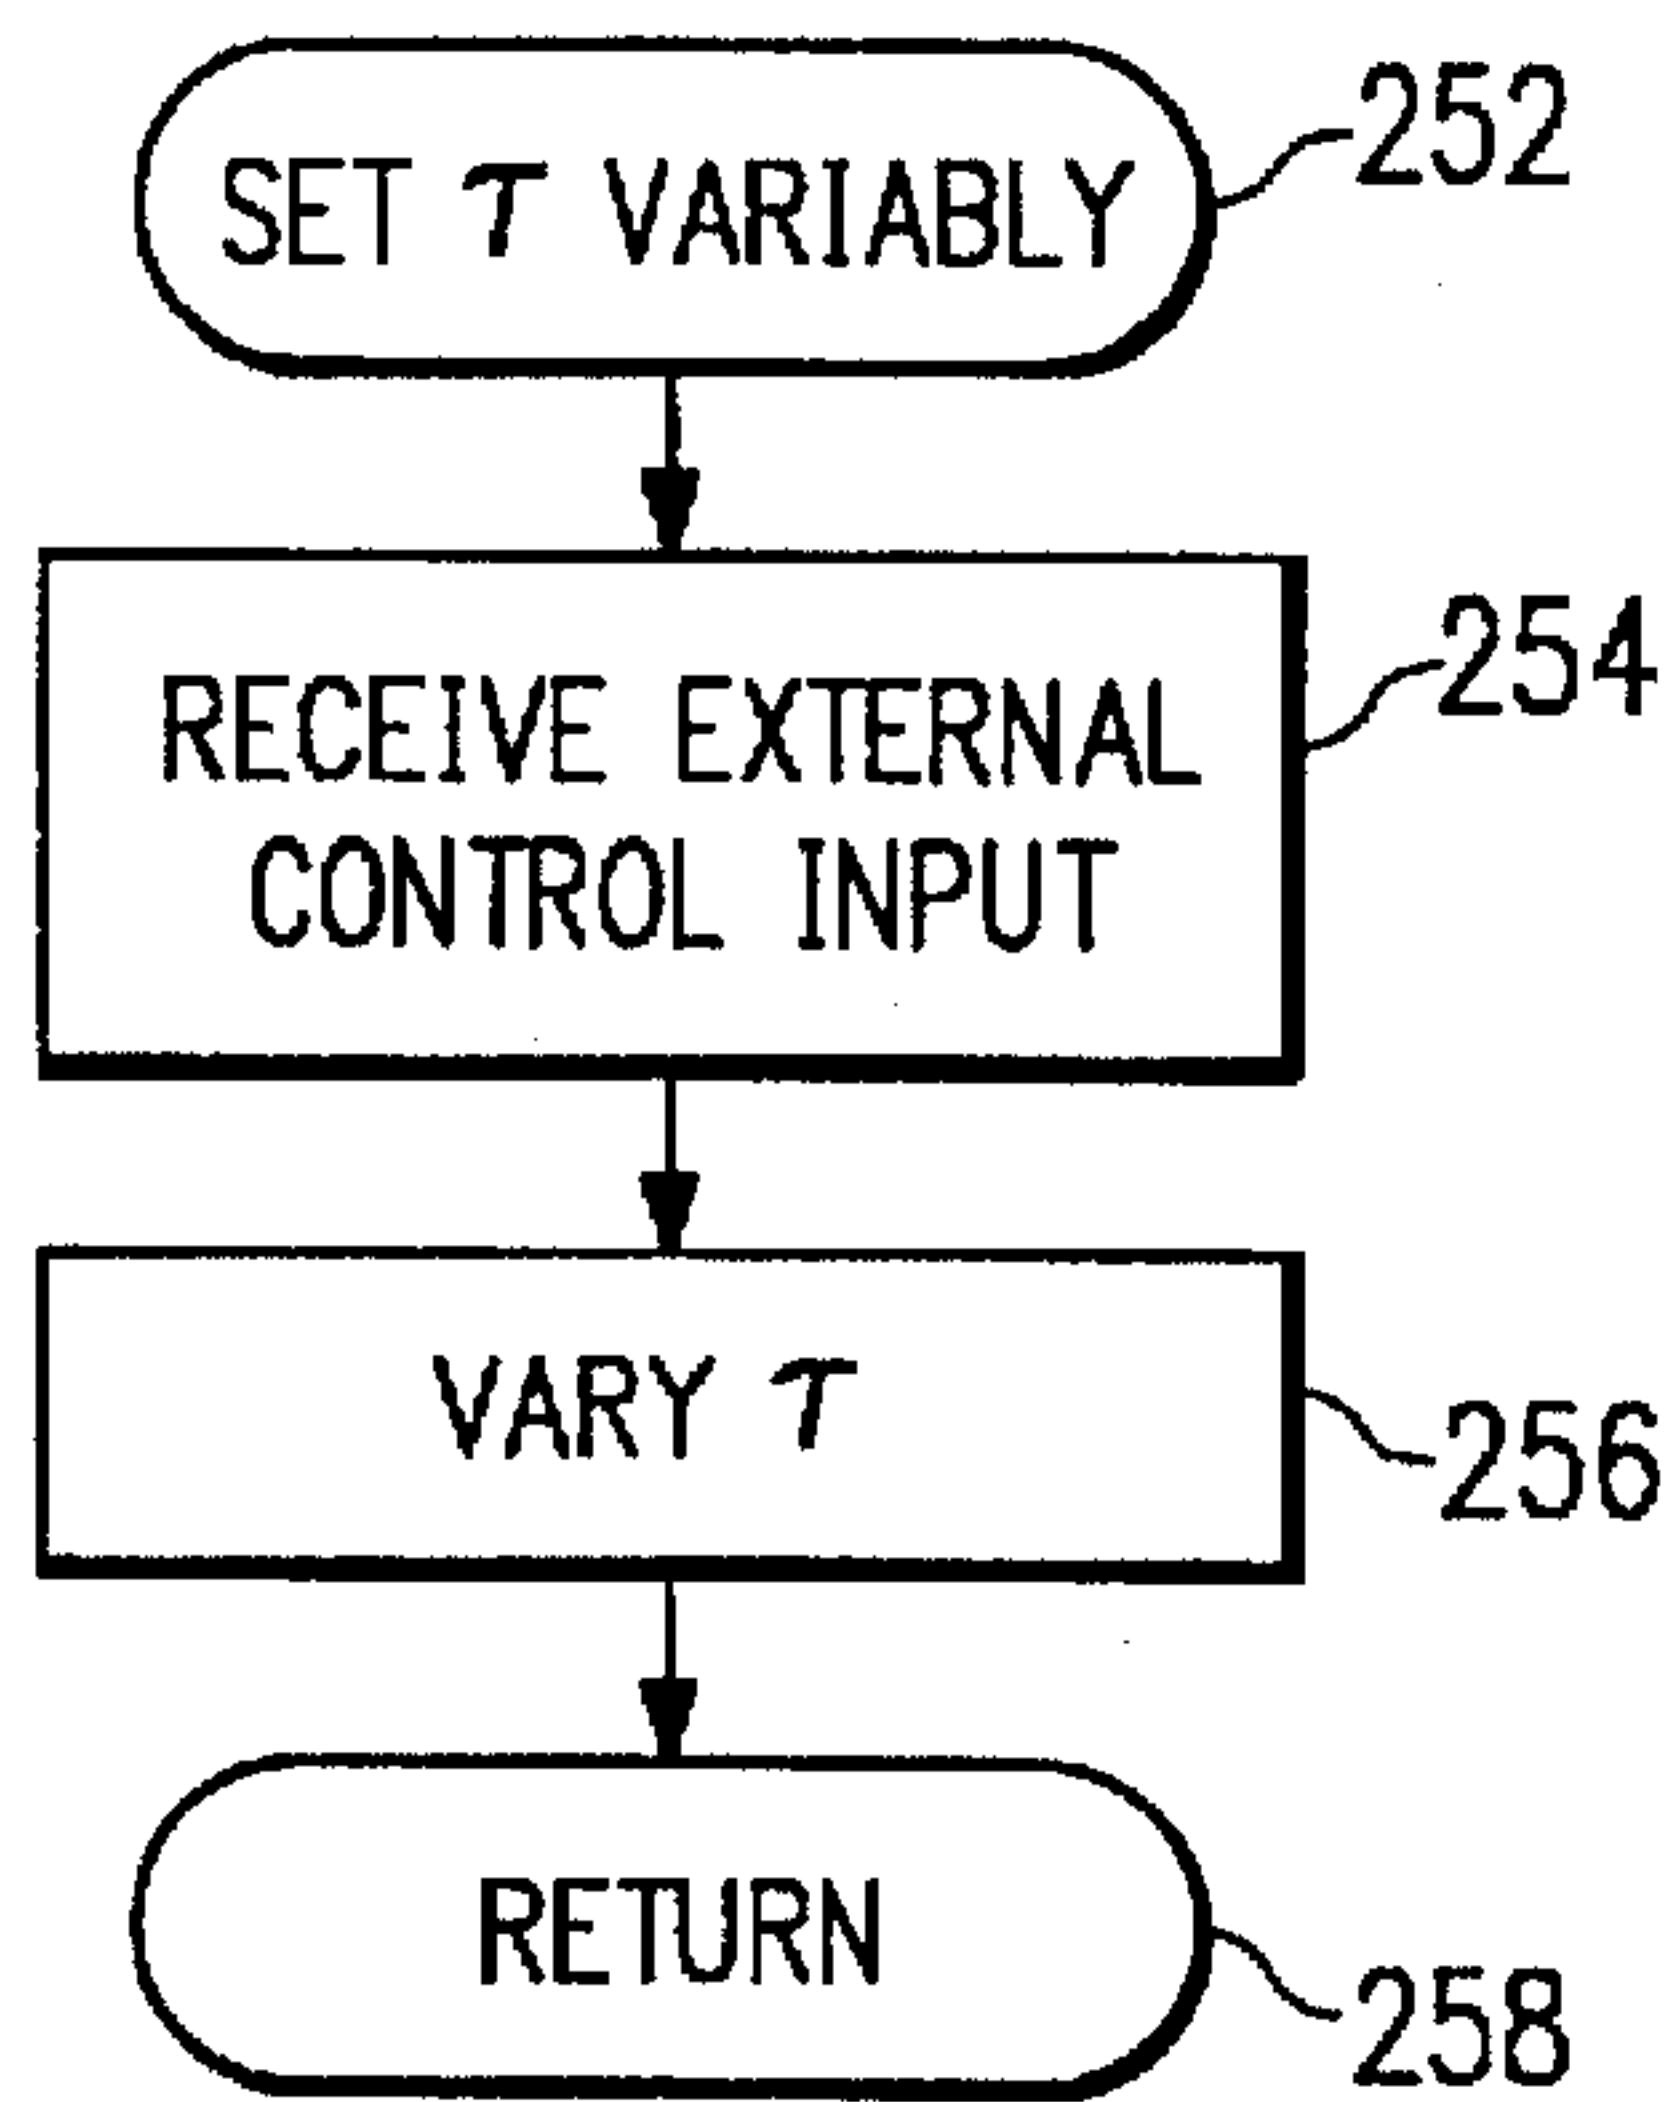 SET τ VARIABLY
252
RECEIVE EXTERNAL
CONTROL INPUT
254
VARY τ
256
RETURN
258